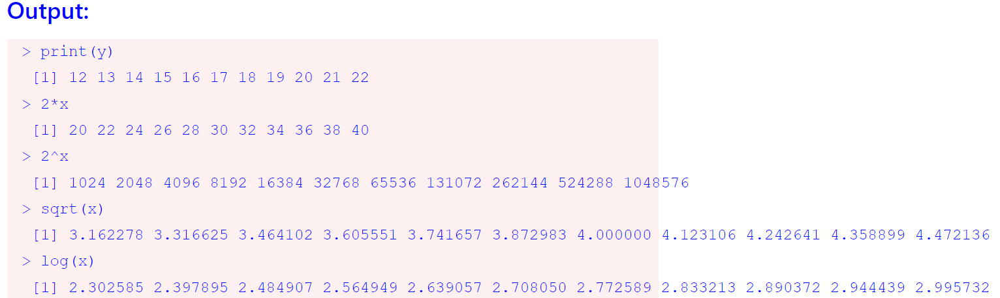 Output:
> print(y)
[1] 12 13 14 15 16 17 18 19 20 21 22
> 2*x
[1] 20 22 24 26 28 30 32 34 36 38 40
> 2^x
[1] 1024 2048 4096 8192 16384 32768 65536 131072 262144 524288 1048576
> sqrt(x)
[1] 3.162278 3.316625 3.464102 3.605551 3.741657 3.872983 4.000000 4.123106 4.242641 4.358899 4.472136
> log(x)
[1] 2.302585 2.397895 2.484907 2.564949 2.639057 2.708050 2.772589 2.833213 2.890372 2.944439 2.995732